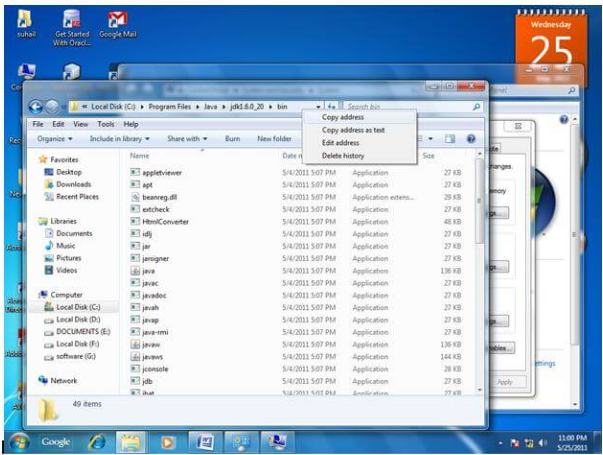 suhail
Get Started With Oracl...
Google Mail
Wednesday
25
Local Disk (C:) ▸ Program Files ▸ Java ▸ jdk1.6.0_20 ▸ bin
Search bin
File Edit View Tools Help
Organize Include in library Share with Burn New folder
Copy address
Copy address as text
Edit address
Delete history
Name
Size
Favorites
Desktop
Downloads
Recent Places
Libraries
Documents
Music
Pictures
Videos
Computer
Local Disk (C:)
Local Disk (D:)
DOCUMENTS (E:)
Local Disk (F:)
software (G:)
Network
appletviewer 5/4/2011 5:07 PM Application 27 KB
apt 5/4/2011 5:07 PM Application 27 KB
beanreg.dll 5/4/2011 5:07 PM Application extens... 29 KB
extcheck 5/4/2011 5:07 PM Application 27 KB
HtmlConverter 5/4/2011 5:07 PM Application 48 KB
idlj 5/4/2011 5:07 PM Application 27 KB
jar 5/4/2011 5:07 PM Application 27 KB
jarsigner 5/4/2011 5:07 PM Application 27 KB
java 5/4/2011 5:07 PM Application 136 KB
javac 5/4/2011 5:07 PM Application 27 KB
javadoc 5/4/2011 5:07 PM Application 27 KB
javah 5/4/2011 5:07 PM Application 27 KB
javap 5/4/2011 5:07 PM Application 27 KB
java-rmi 5/4/2011 5:07 PM Application 27 KB
javaw 5/4/2011 5:07 PM Application 136 KB
javaws 5/4/2011 5:07 PM Application 144 KB
jconsole 5/4/2011 5:07 PM Application 28 KB
jdb 5/4/2011 5:07 PM Application 27 KB
jhat 5/4/2011 5:07 PM Application 27 KB
49 items
Apply
Google
11:00 PM
5/25/2011